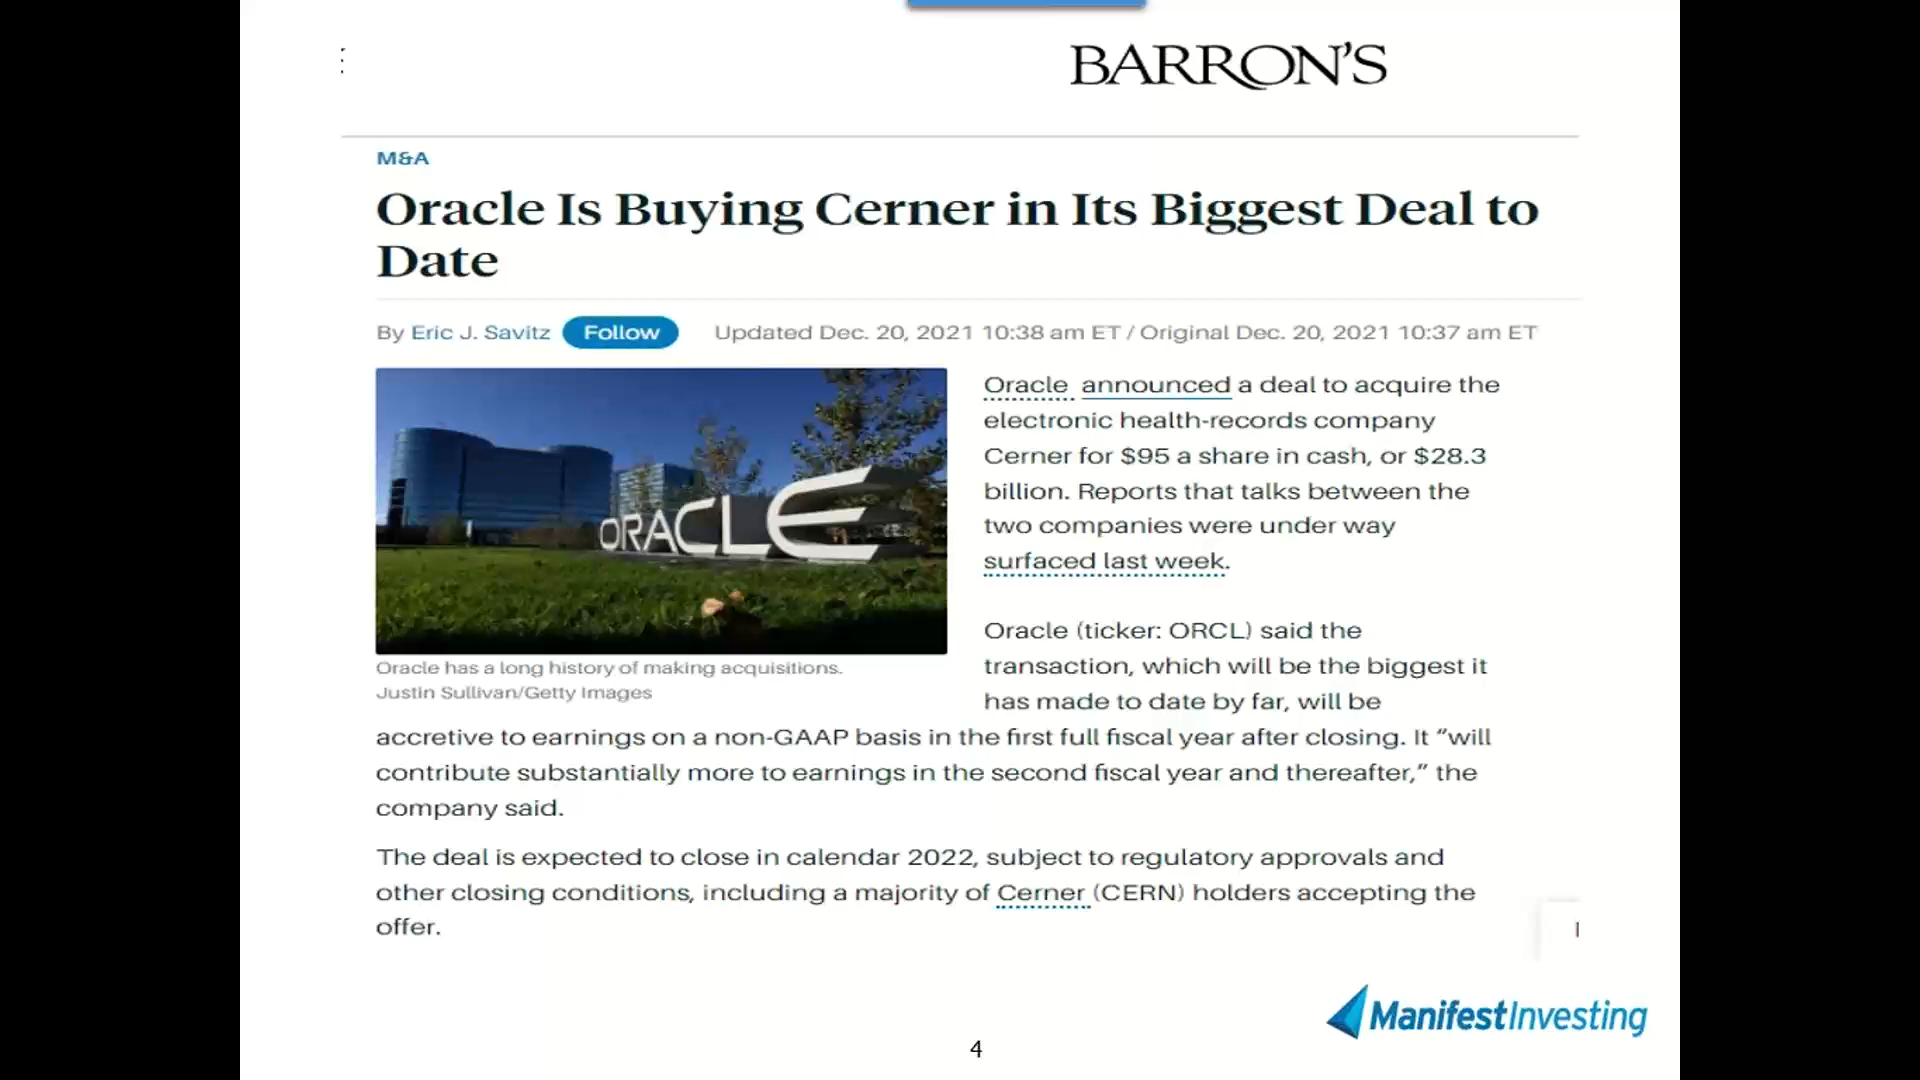 BARRON'S
M&A
Oracle Is Buying Cerner in Its Biggest Deal to
Date
By Eric J. Savitz Follow Updated Dec. 20, 2021 10:38 am ET / Original Dec. 20, 2021 10:37 am ET
ORACLE
Oracle has a long history of making acquisitions.
Justin Sullivan/Getty Images
Oracle announced a deal to acquire the
electronic health-records company
Cerner for $95 a share in cash, or $28.3
billion. Reports that talks between the
two companies were under way
surfaced last week.
Oracle (ticker: ORCL) said the
transaction, which will be the biggest it
has made to date by far, will be
accretive to earnings on a non-GAAP basis in the first full fiscal year after closing. It “will
contribute substantially more to earnings in the second fiscal year and thereafter,” the
company said.
The deal is expected to close in calendar 2022, subject to regulatory approvals and
other closing conditions, including a majority of Cerner (CERN) holders accepting the
offer.
ManifestInvesting
4